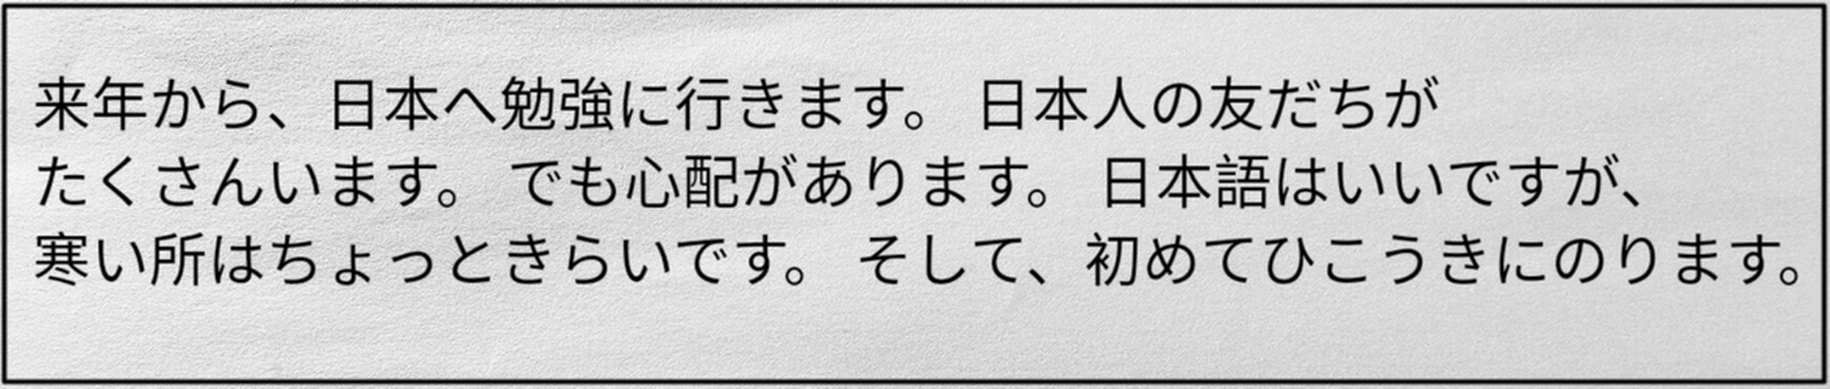 来年から、日本へ勉強に行きます。 日本人の友だちが
たくさんいます。 でも心配があります。 日本語はいいですが、
寒い所はちょっときらいです。 そして、初めてひこうきにのります。